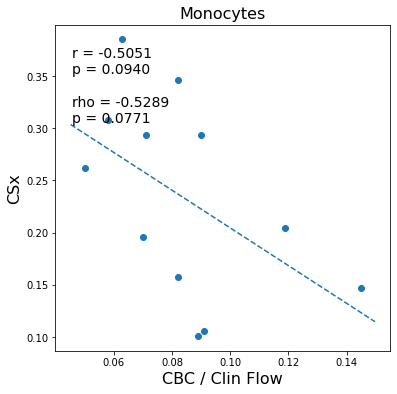 Monocytes
r = -0.5051
p = 0.0940
rho = -0.5289
p = 0.0771
CSx
0.35
0.30
0.25
0.20
0.15
0.10
0.06 0.08 0.10 0.12 0.14
CBC / Clin Flow